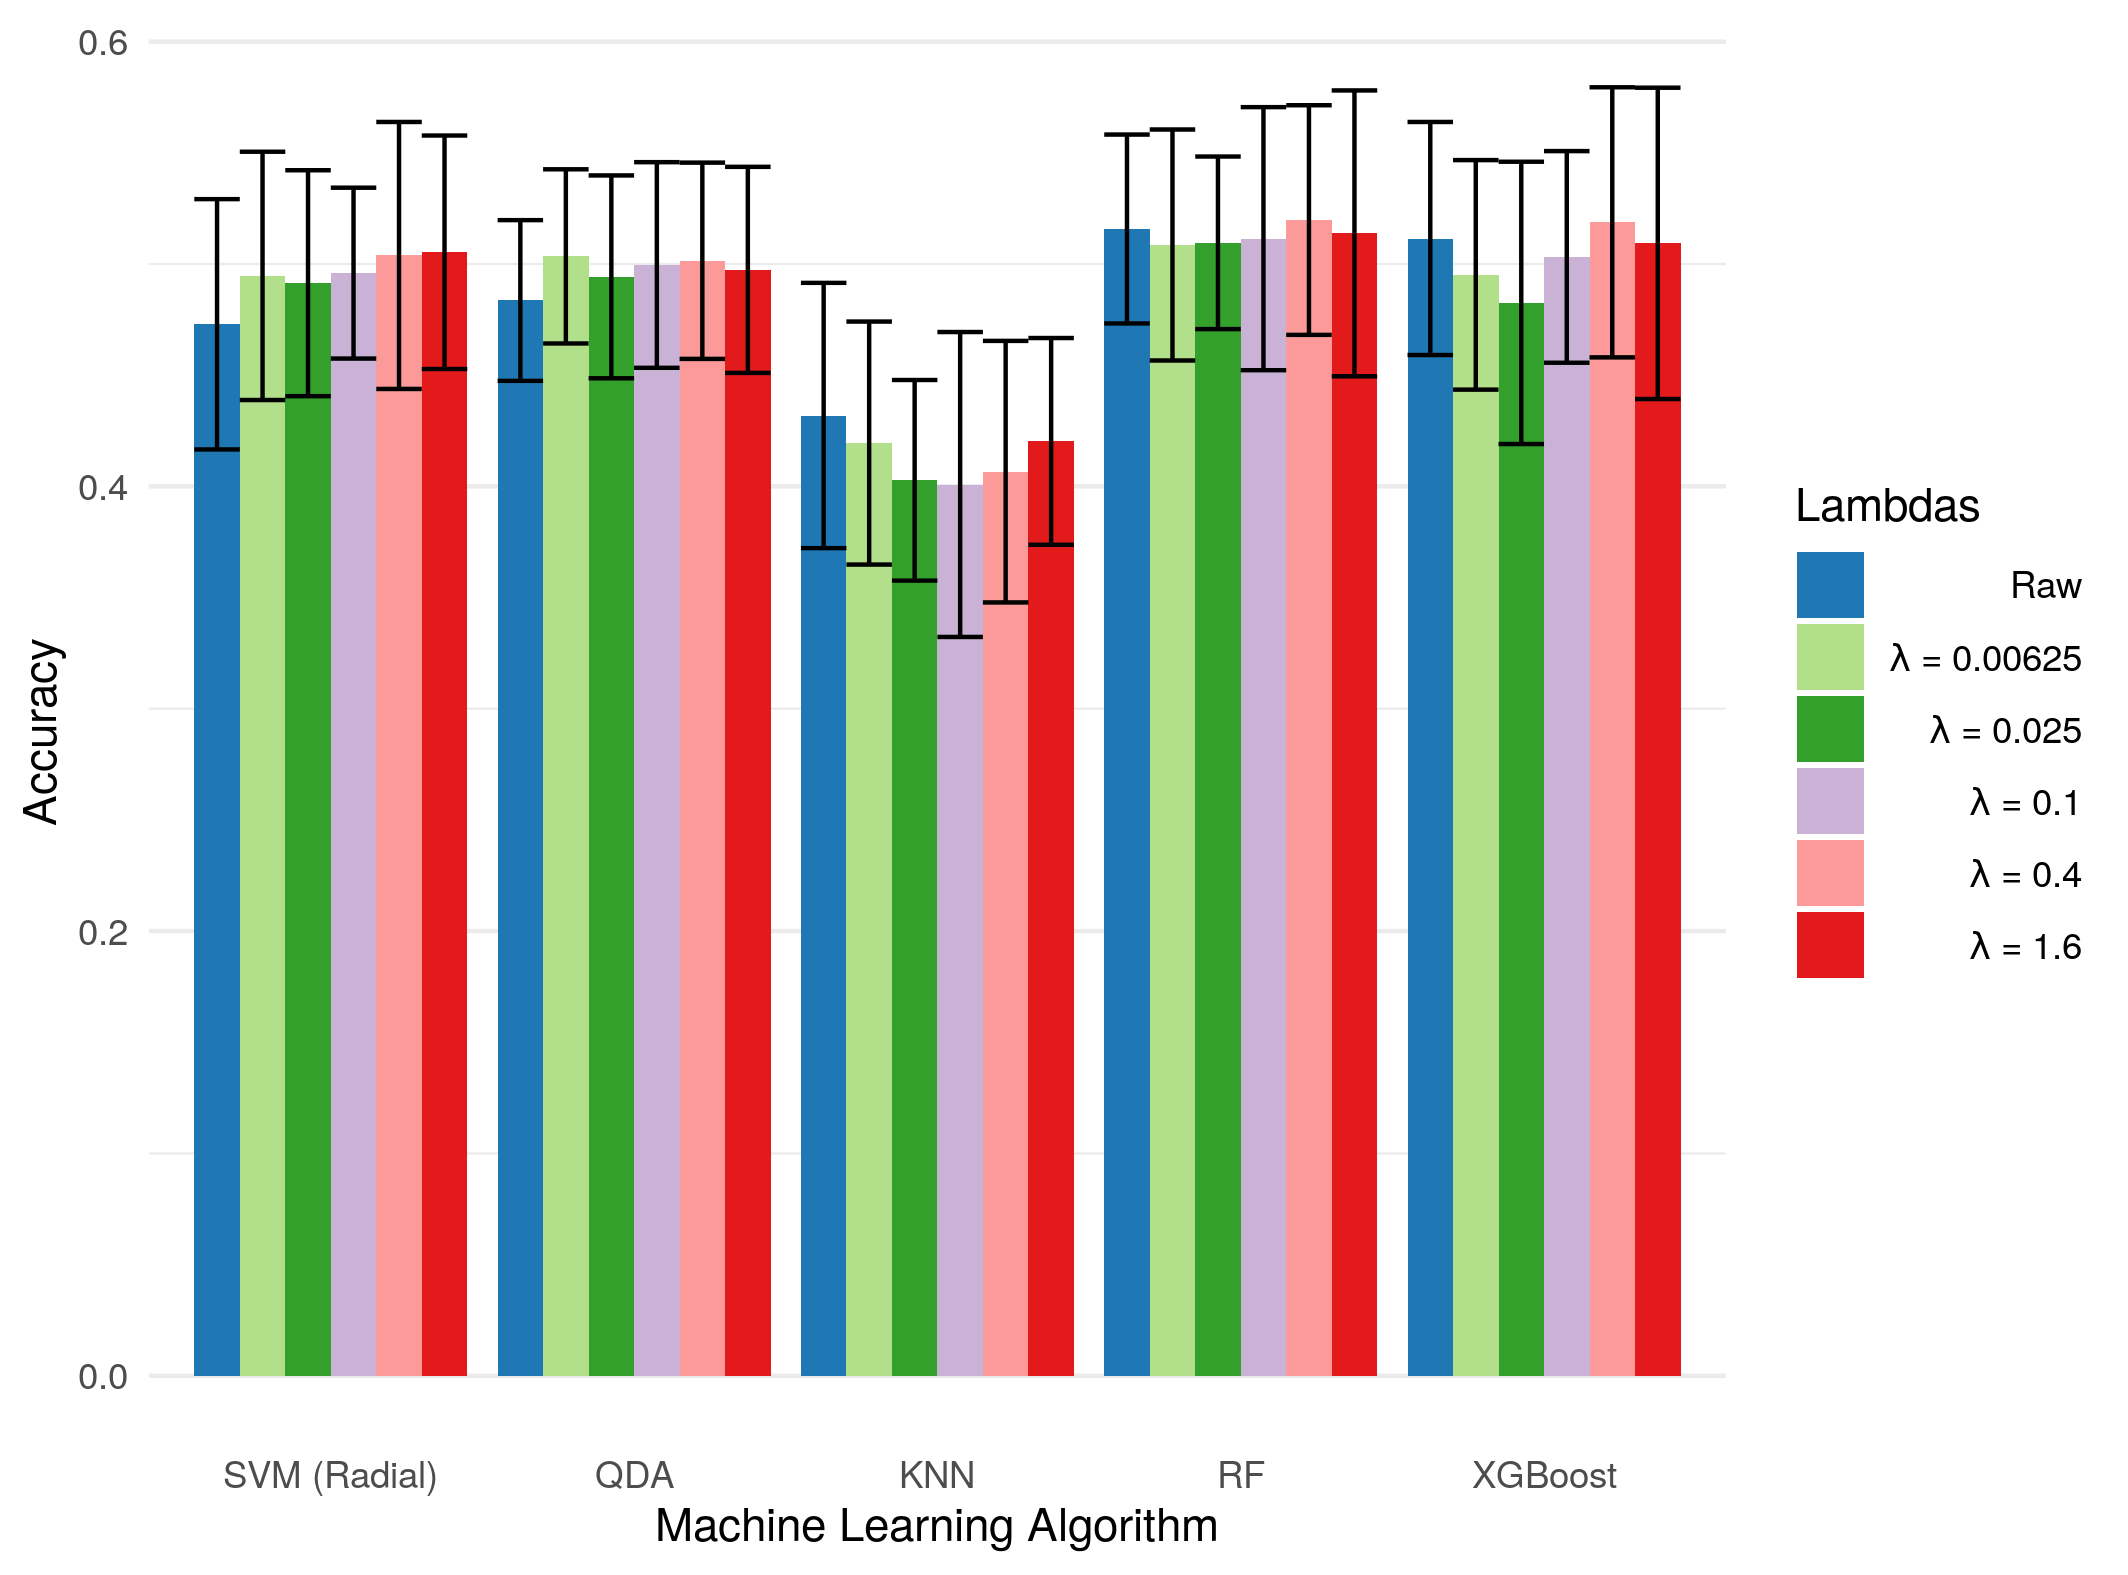 0.6
0.4
0.2
0.0
Accuracy
SVM (Radial)
QDA
KNN
RF
XGBoost
Machine Learning Algorithm
Lambdas
Raw
λ = 0.00625
λ = 0.025
λ = 0.1
λ = 0.4
λ = 1.6